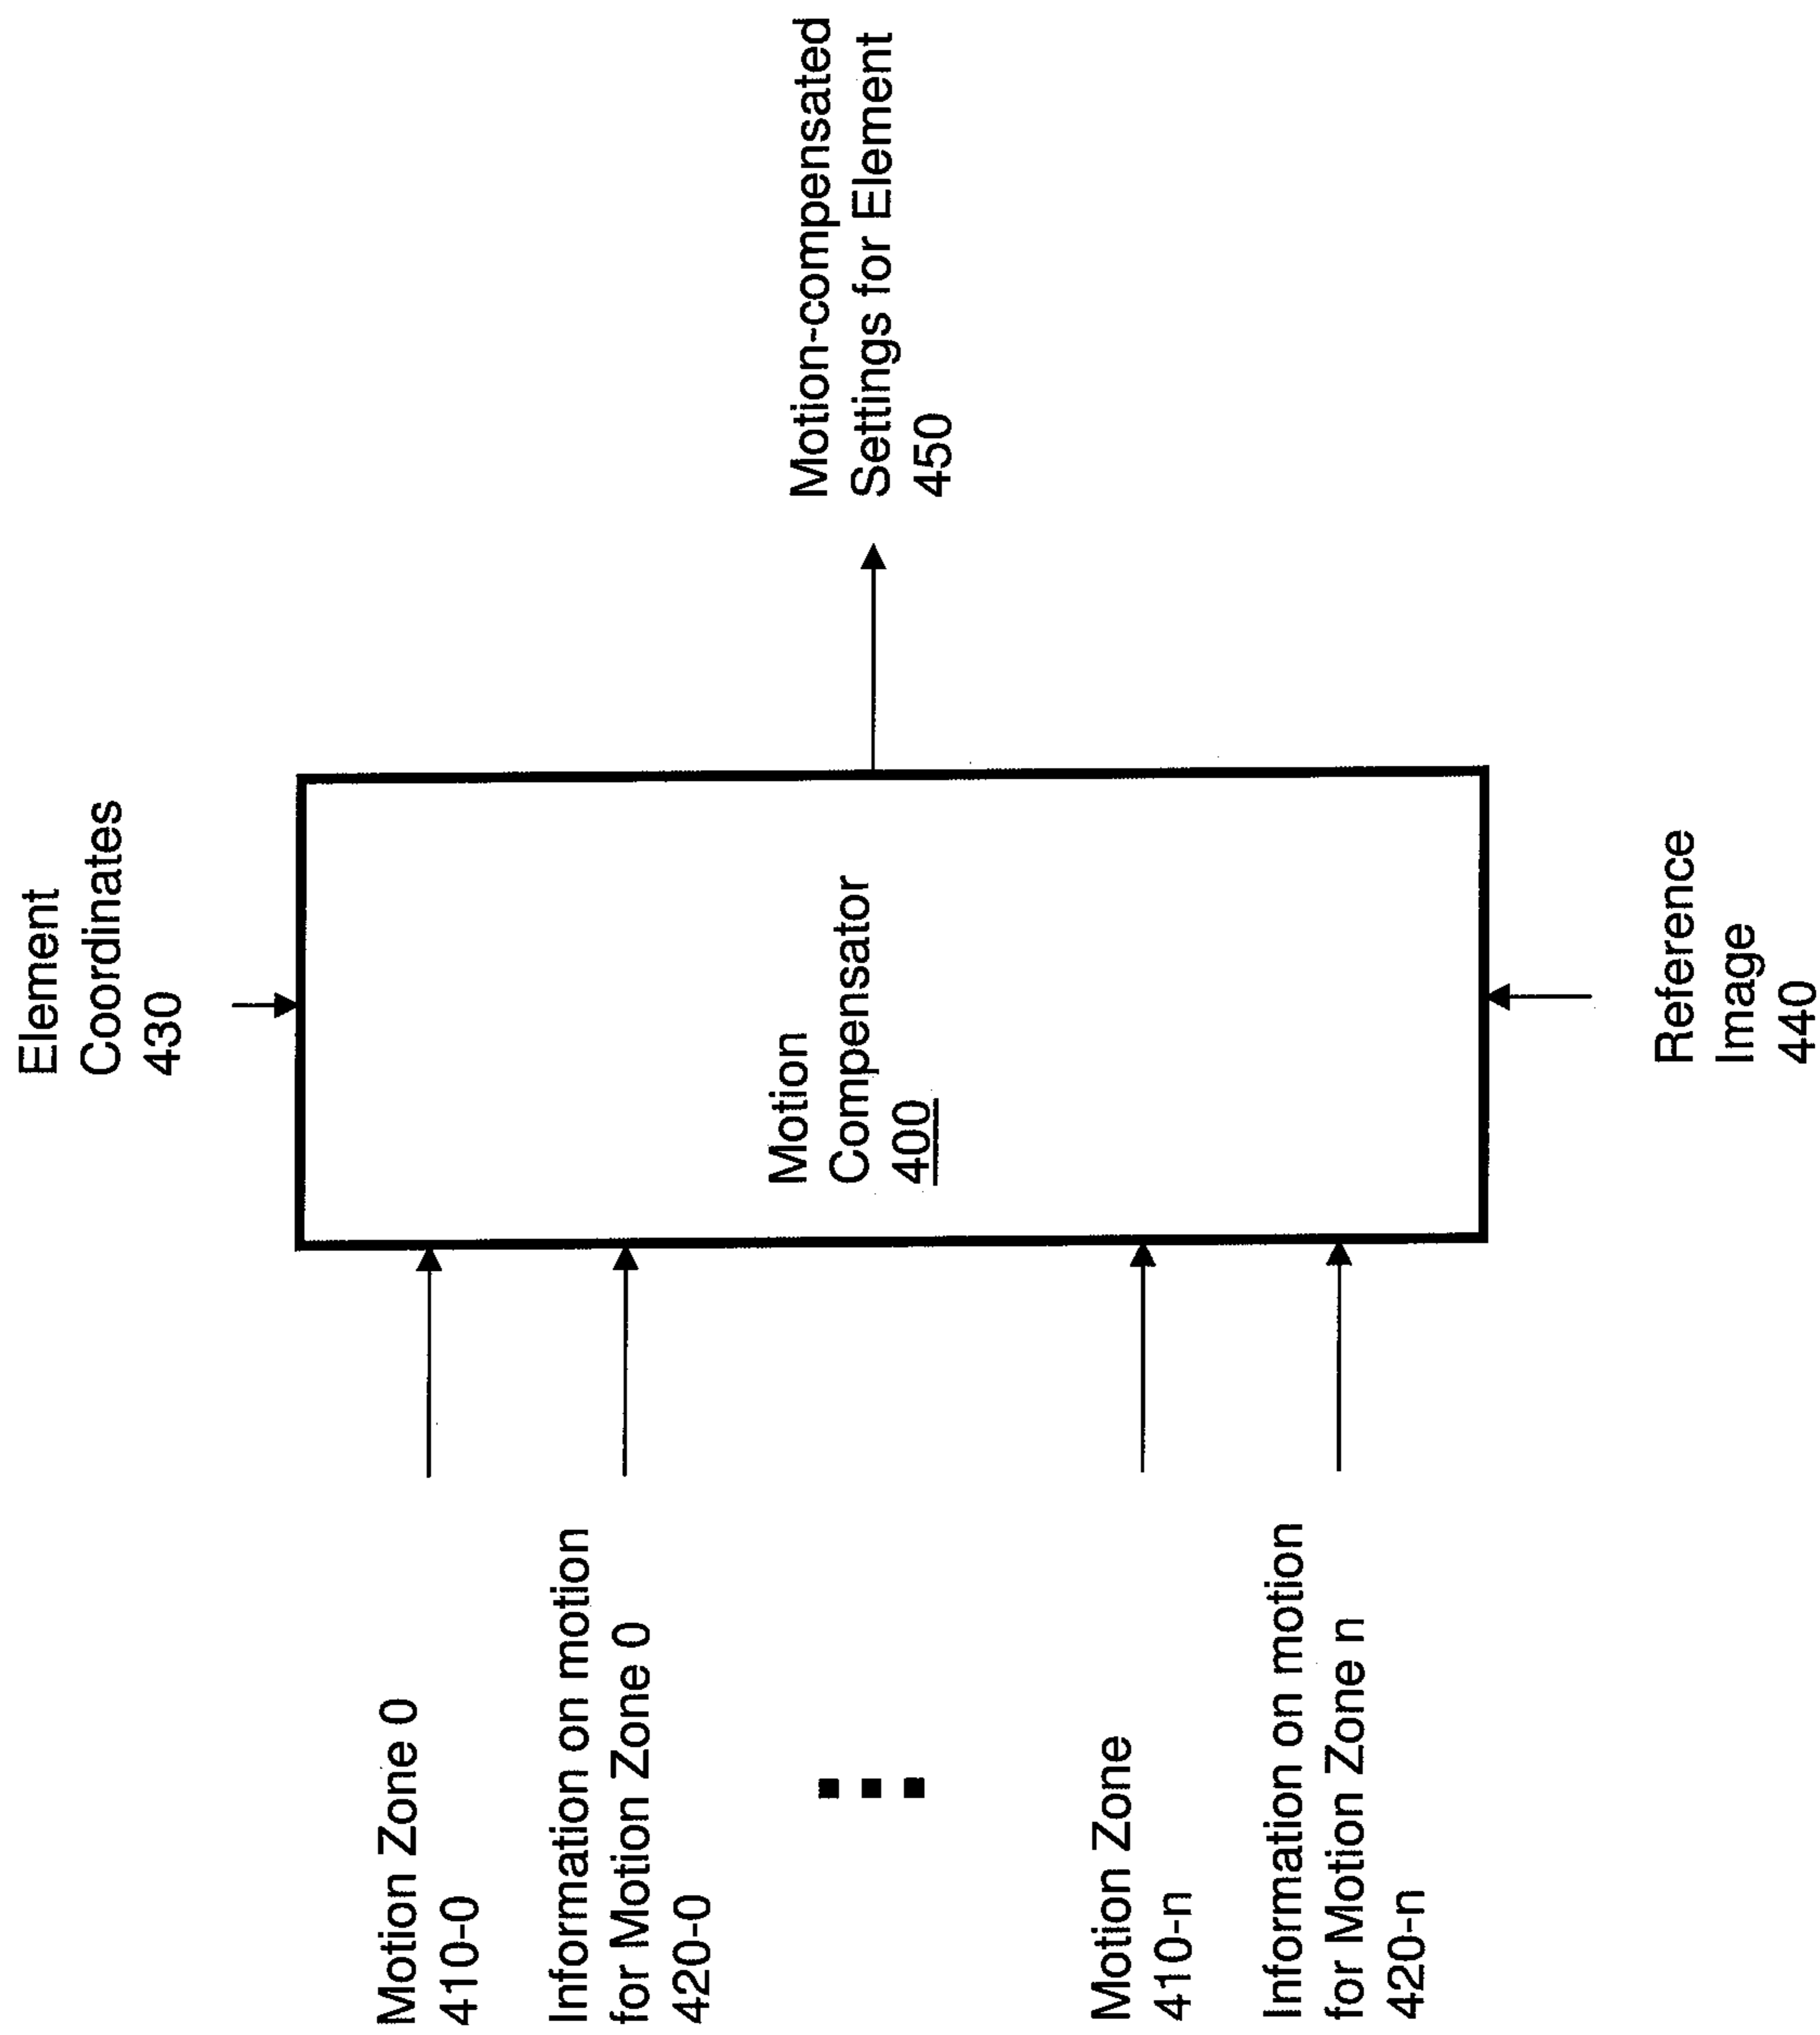 Element
Coordinates
430
Motion Zone 0
410-0
Information on motion
for Motion Zone 0
420-0
Motion
Compensator
400
Motion-compensated
Settings for Element
450
Motion Zone
410-n
Information on motion
for Motion Zone n
420-n
Reference
Image
440